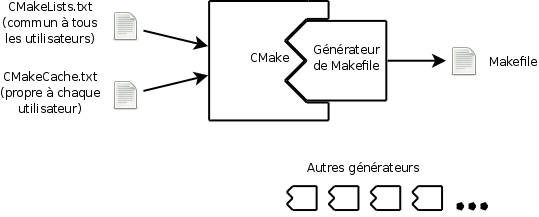 CMakeLists.txt
(commun à tous
les utilisateurs)
CMakeCache.txt
(propre à chaque
utilisateur)
CMake
Générateur
de Makefile
Makefile
Autres générateurs